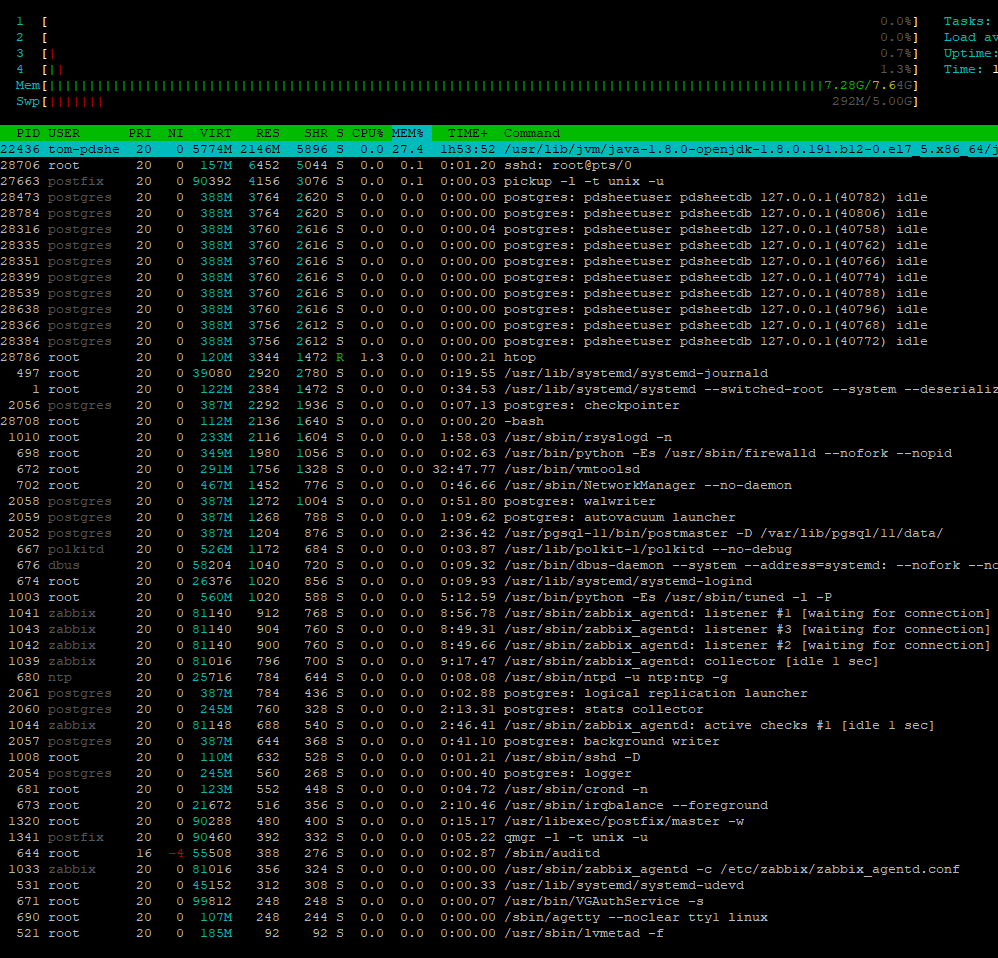 1 [ 0.0%] Tasks:
2 [ 0.0%] Load av
3 [| 0.7%] Uptime:
4 [|| 1.3%] Time: 1
Mem[||||||||||||||||||||||||||||||||||||||||||||||||||||||||||||||||||||||||||||||||||||||||||||||||7.28G/7.64G]
Swp[||||||| 292M/5.00G]
PID USER PRI NI VIRT RES SHR S CPU% MEM% TIME+ Command
22436 tom-pdshe 20 0 5774M 2146M 5896 S 0.0 27.4 1h53:52 /usr/lib/jvm/java-1.8.0-openjdk-1.8.0.191.b12-0.el7_5.x86_64/j
28706 root 20 0 157M 6452 5044 S 0.0 0.1 0:01.20 sshd: root@pts/0
27663 postfix 20 0 90392 4156 3076 S 0.0 0.1 0:00.03 pickup -l -t unix -u
28473 postgres 20 0 388M 3764 2620 S 0.0 0.0 0:00.00 postgres: pdsheetuser pdsheetdb 127.0.0.1(40782) idle
28784 postgres 20 0 388M 3764 2620 S 0.0 0.0 0:00.00 postgres: pdsheetuser pdsheetdb 127.0.0.1(40806) idle
28316 postgres 20 0 388M 3760 2616 S 0.0 0.0 0:00.04 postgres: pdsheetuser pdsheetdb 127.0.0.1(40758) idle
28335 postgres 20 0 388M 3760 2616 S 0.0 0.0 0:00.00 postgres: pdsheetuser pdsheetdb 127.0.0.1(40762) idle
28351 postgres 20 0 388M 3760 2616 S 0.0 0.0 0:00.00 postgres: pdsheetuser pdsheetdb 127.0.0.1(40766) idle
28399 postgres 20 0 388M 3760 2616 S 0.0 0.0 0:00.00 postgres: pdsheetuser pdsheetdb 127.0.0.1(40774) idle
28539 postgres 20 0 388M 3760 2616 S 0.0 0.0 0:00.00 postgres: pdsheetuser pdsheetdb 127.0.0.1(40788) idle
28638 postgres 20 0 388M 3760 2616 S 0.0 0.0 0:00.00 postgres: pdsheetuser pdsheetdb 127.0.0.1(40796) idle
28366 postgres 20 0 388M 3756 2612 S 0.0 0.0 0:00.00 postgres: pdsheetuser pdsheetdb 127.0.0.1(40768) idle
28384 postgres 20 0 388M 3756 2612 S 0.0 0.0 0:00.00 postgres: pdsheetuser pdsheetdb 127.0.0.1(40772) idle
28786 root 20 0 120M 3344 1472 R 1.3 0.0 0:00.21 htop
497 root 20 0 39080 2920 2780 S 0.0 0.0 0:19.55 /usr/lib/systemd/systemd-journald
1 root 20 0 122M 2384 1472 S 0.0 0.0 0:34.53 /usr/lib/systemd/systemd --switched-root --system --deserializ
2056 postgres 20 0 387M 2292 1936 S 0.0 0.0 0:07.13 postgres: checkpointer
28708 root 20 0 112M 2136 1640 S 0.0 0.0 0:00.20 -bash
1010 root 20 0 233M 2116 1604 S 0.0 0.0 1:58.03 /usr/sbin/rsyslogd -n
698 root 20 0 349M 1980 1056 S 0.0 0.0 0:02.63 /usr/bin/python -Es /usr/sbin/firewalld --nofork --nopid
672 root 20 0 291M 1756 1328 S 0.0 0.0 32:47.77 /usr/bin/vmtoolsd
702 root 20 0 467M 1452 776 S 0.0 0.0 0:46.66 /usr/sbin/NetworkManager --no-daemon
2058 postgres 20 0 387M 1272 1004 S 0.0 0.0 0:51.80 postgres: walwriter
2059 postgres 20 0 387M 1268 788 S 0.0 0.0 1:09.62 postgres: autovacuum launcher
2052 postgres 20 0 387M 1204 876 S 0.0 0.0 2:36.42 /usr/pgsql-11/bin/postmaster -D /var/lib/pgsql/11/data/
667 polkitd 20 0 526M 1172 684 S 0.0 0.0 0:03.87 /usr/lib/polkit-1/polkitd --no-debug
676 dbus 20 0 58204 1040 720 S 0.0 0.0 0:09.32 /usr/bin/dbus-daemon --system --address=systemd: --nofork --no
674 root 20 0 26376 1020 856 S 0.0 0.0 0:09.93 /usr/lib/systemd/systemd-logind
1003 root 20 0 560M 1020 588 S 0.0 0.0 5:12.59 /usr/bin/python -Es /usr/sbin/tuned -l -P
1041 zabbix 20 0 81140 912 768 S 0.0 0.0 8:56.78 /usr/sbin/zabbix_agentd: listener #1 [waiting for connection]
1043 zabbix 20 0 81140 904 760 S 0.0 0.0 8:49.31 /usr/sbin/zabbix_agentd: listener #3 [waiting for connection]
1042 zabbix 20 0 81140 900 760 S 0.0 0.0 8:49.66 /usr/sbin/zabbix_agentd: listener #2 [waiting for connection]
1039 zabbix 20 0 81016 796 700 S 0.0 0.0 9:17.47 /usr/sbin/zabbix_agentd: collector [idle 1 sec]
680 ntp 20 0 25716 784 644 S 0.0 0.0 0:08.08 /usr/sbin/ntpd -u ntp:ntp -g
2061 postgres 20 0 387M 784 436 S 0.0 0.0 0:02.88 postgres: logical replication launcher
2060 postgres 20 0 245M 760 328 S 0.0 0.0 2:13.31 postgres: stats collector
1044 zabbix 20 0 81148 688 540 S 0.0 0.0 2:46.41 /usr/sbin/zabbix_agentd: active checks #1 [idle 1 sec]
2057 postgres 20 0 387M 644 368 S 0.0 0.0 0:41.10 postgres: background writer
1008 root 20 0 110M 632 528 S 0.0 0.0 0:01.21 /usr/sbin/sshd -D
2054 postgres 20 0 245M 560 268 S 0.0 0.0 0:00.40 postgres: logger
681 root 20 0 123M 552 448 S 0.0 0.0 0:04.72 /usr/sbin/crond -n
673 root 20 0 21672 516 356 S 0.0 0.0 2:10.46 /usr/sbin/irqbalance --foreground
1320 root 20 0 90288 480 400 S 0.0 0.0 0:15.17 /usr/libexec/postfix/master -w
1341 postfix 20 0 90460 392 332 S 0.0 0.0 0:05.22 qmgr -l -t unix -u
644 root 16 -4 55508 388 276 S 0.0 0.0 0:02.87 /sbin/auditd
1033 zabbix 20 0 81016 356 324 S 0.0 0.0 0:00.00 /usr/sbin/zabbix_agentd -c /etc/zabbix/zabbix_agentd.conf
531 root 20 0 45152 312 308 S 0.0 0.0 0:00.33 /usr/lib/systemd/systemd-udevd
671 root 20 0 99812 248 248 S 0.0 0.0 0:00.07 /usr/bin/VGAuthService -s
690 root 20 0 107M 248 244 S 0.0 0.0 0:00.00 /sbin/agetty --noclear tty1 linux
521 root 20 0 185M 92 92 S 0.0 0.0 0:00.00 /usr/sbin/lvmetad -f